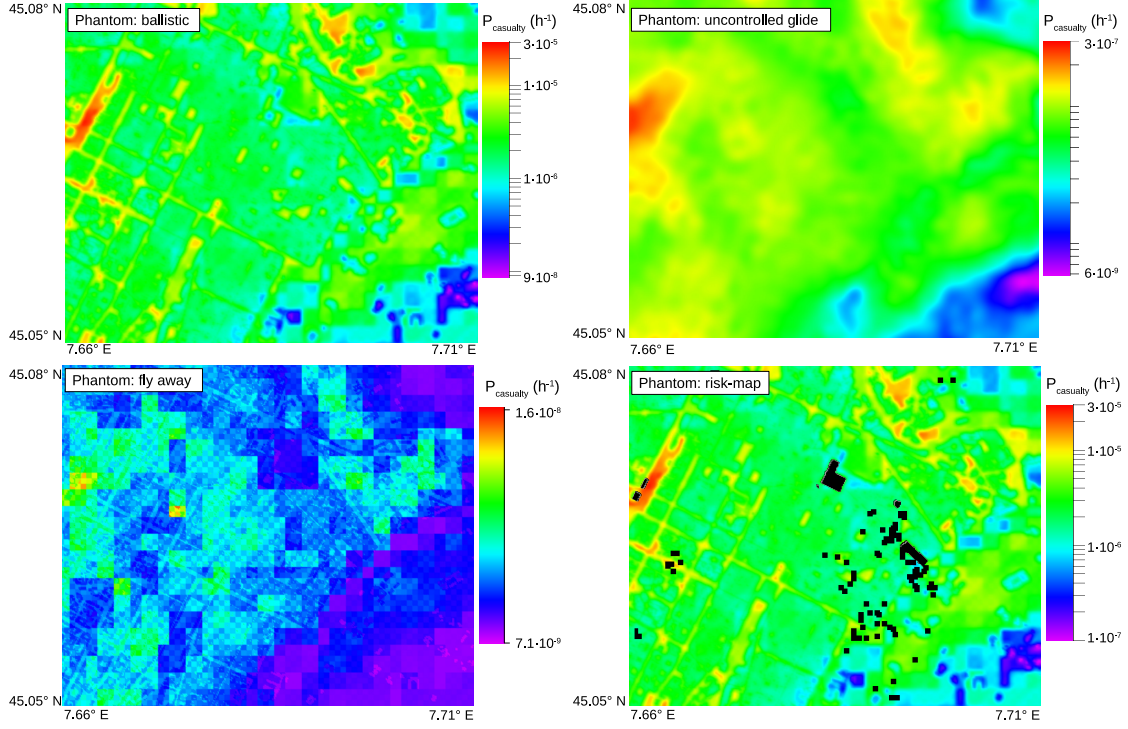 45.08° N
Phantom: ballistic
P casualty (h⁻¹)
3·10⁻⁵
1·10⁻⁵
1·10⁻⁶
9·10⁻⁸
45.05° N
7.66° E
7.71° E
45.08° N
Phantom: uncontrolled glide
P casualty (h⁻¹)
3·10⁻⁷
6·10⁻⁹
45.05° N
7.66° E
7.71° E
45.08° N
Phantom: fly away
P casualty (h⁻¹)
1,6·10⁻⁸
7.1·10⁻⁹
45.05° N
7.66° E
7.71° E
45.08° N
Phantom: risk-map
P casualty (h⁻¹)
3·10⁻⁵
1·10⁻⁵
1·10⁻⁶
1·10⁻⁷
45.05° N
7.66° E
7.71° E